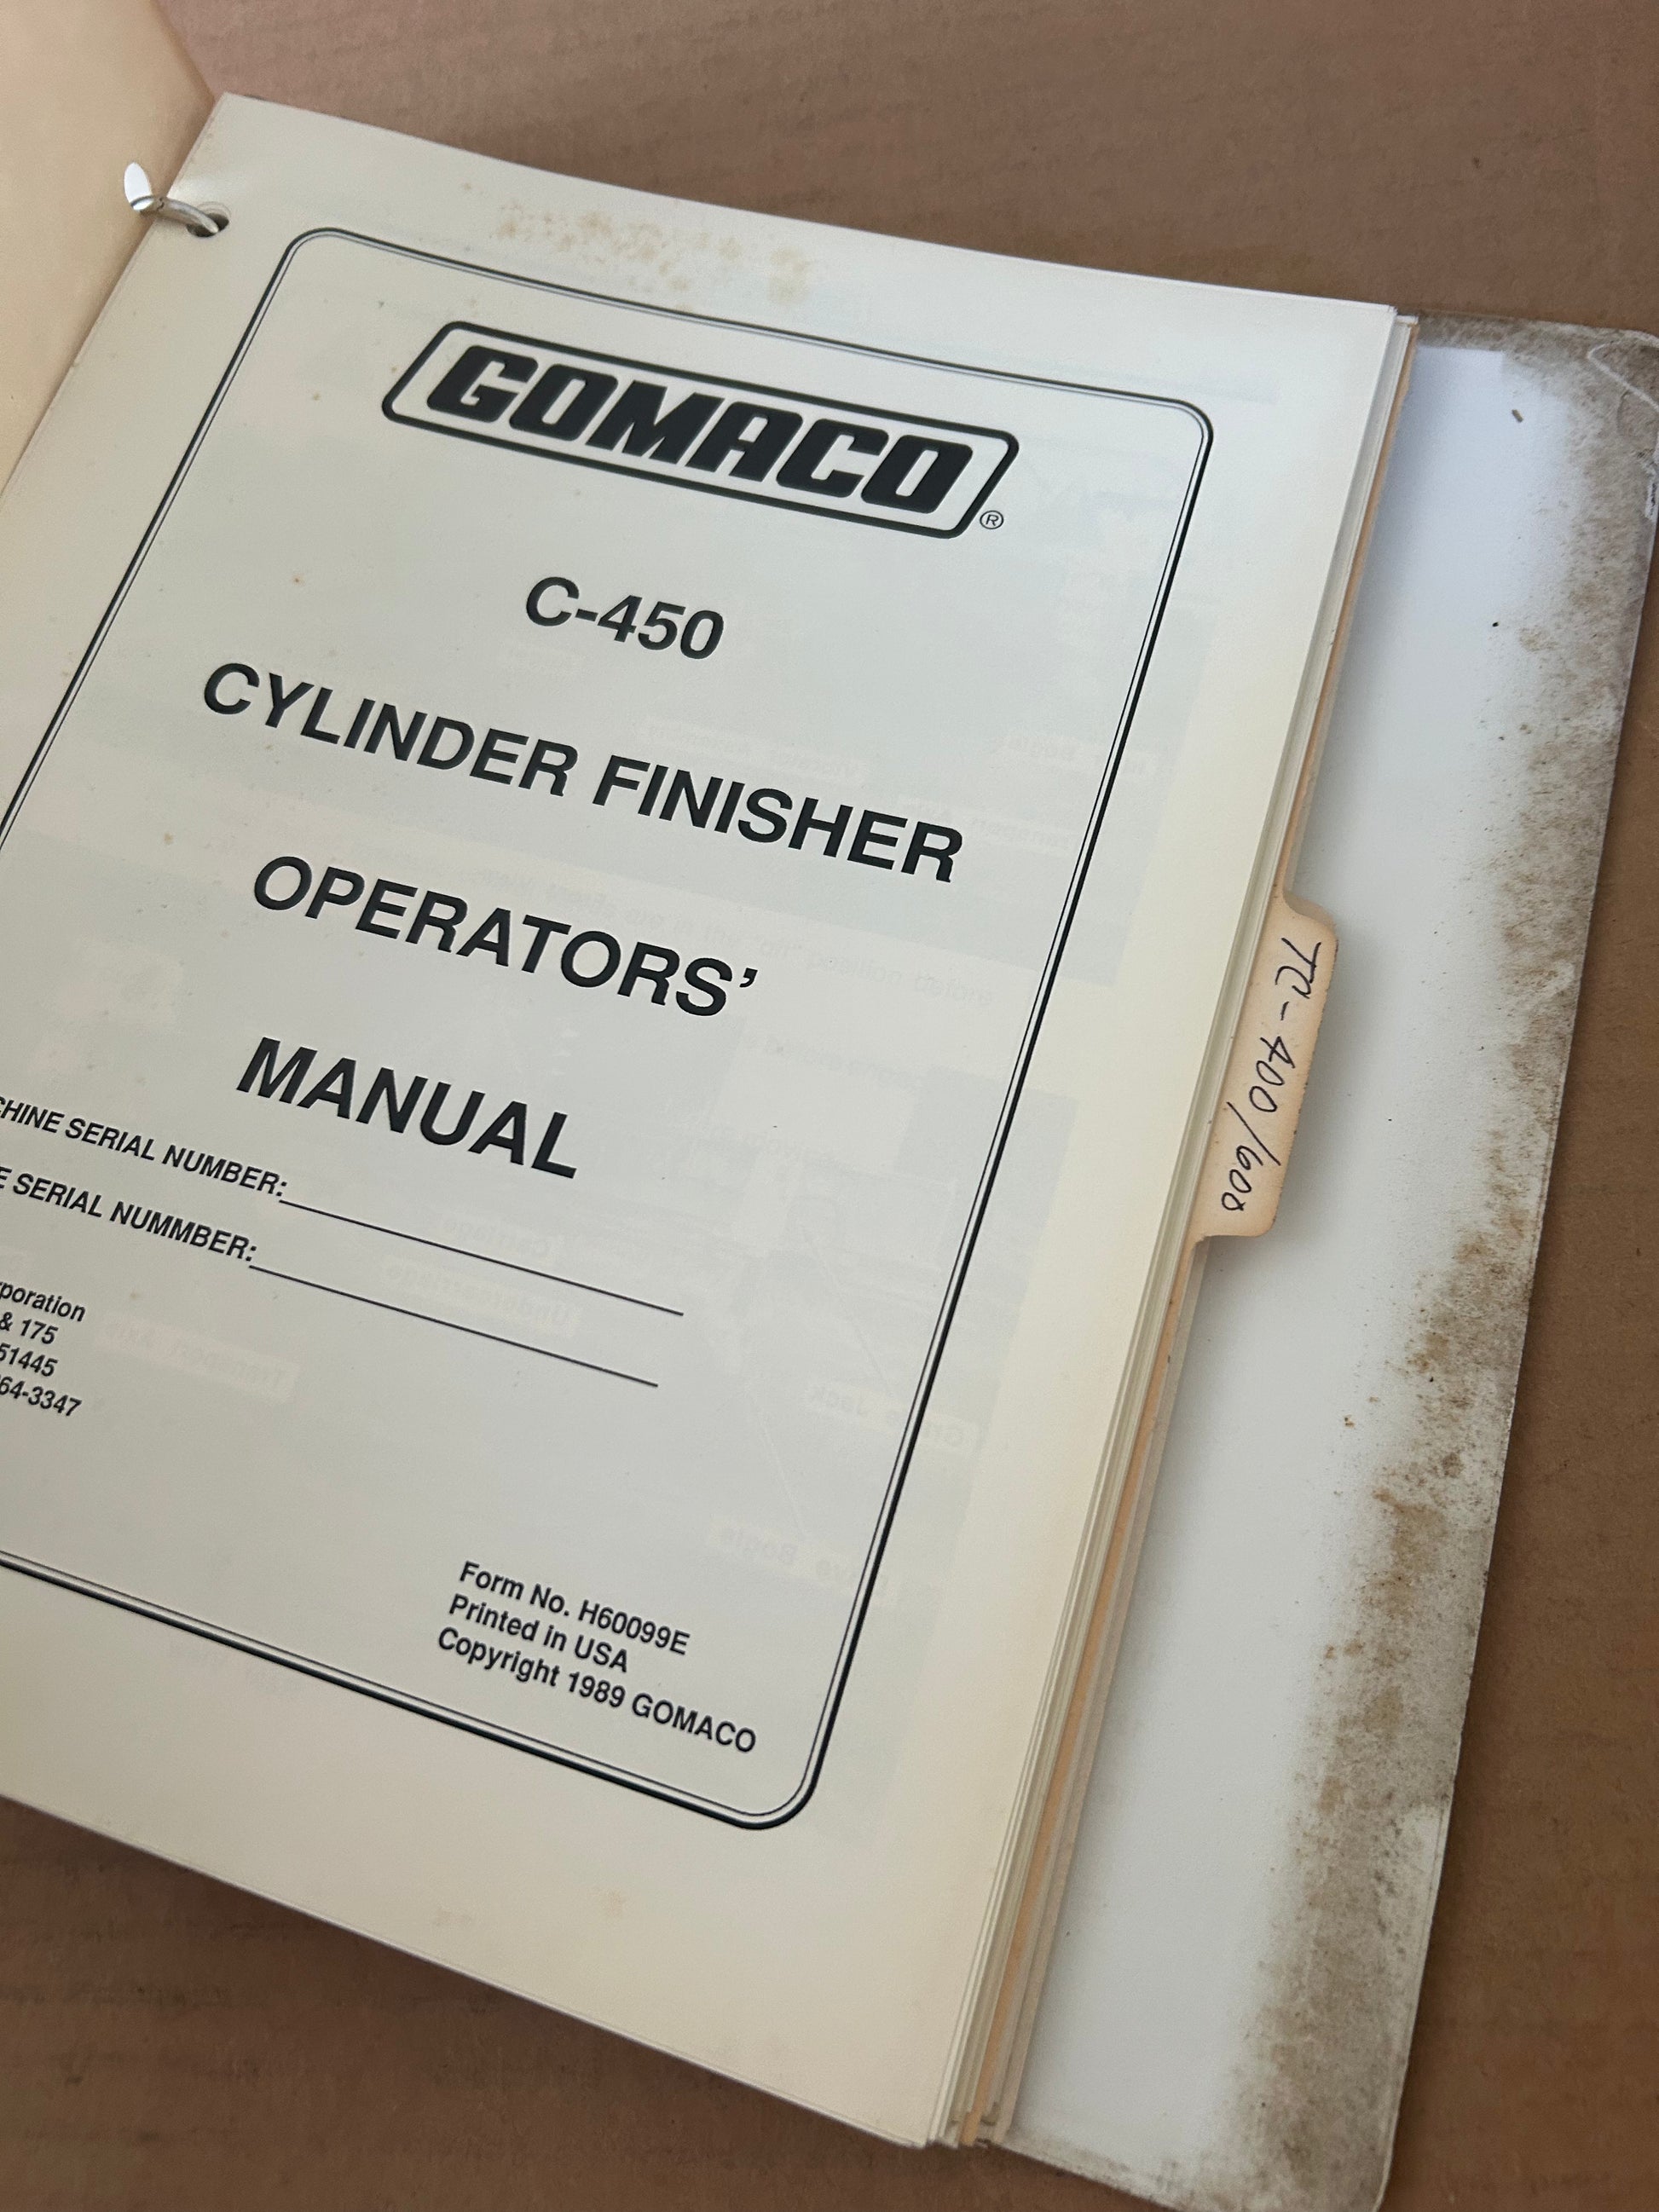 GOMACO®
C-450
CYLINDER FINISHER
OPERATORS’
MANUAL
CHINE SERIAL NUMBER:
E SERIAL NUMMBER:
poration
& 175
51445
64-3347
Form No. H60099E
Printed in USA
Copyright 1989 GOMACO
TC-400/600